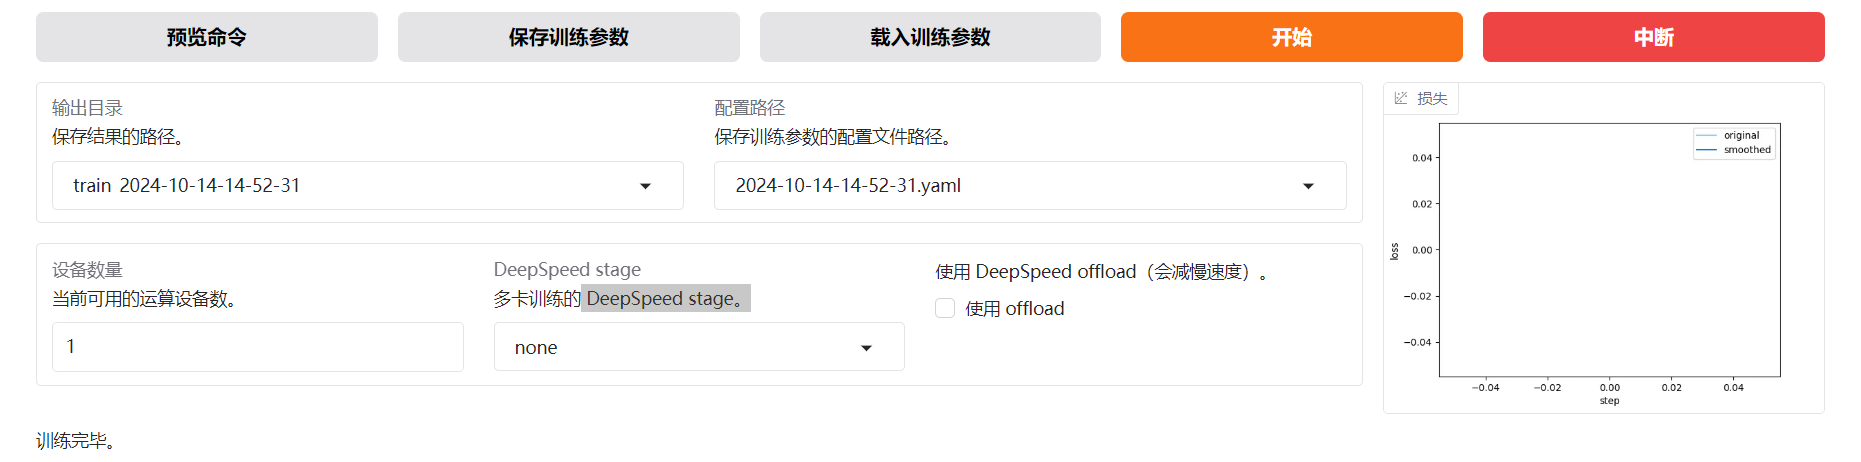 预览命令
保存训练参数
载入训练参数
开始
中断
输出目录
保存结果的路径。
train 2024-10-14-14-52-31
配置路径
保存训练参数的配置文件路径。
2024-10-14-14-52-31.yaml
设备数量
当前可用的运算设备数。
1
DeepSpeed stage
多卡训练的 DeepSpeed stage。
none
使用 DeepSpeed offload（会减慢速度）。
使用 offload
损失
original
smoothed
0.04
0.02
0.00
−0.02
−0.04
loss
−0.04 −0.02 0.00 0.02 0.04
step
训练完毕。